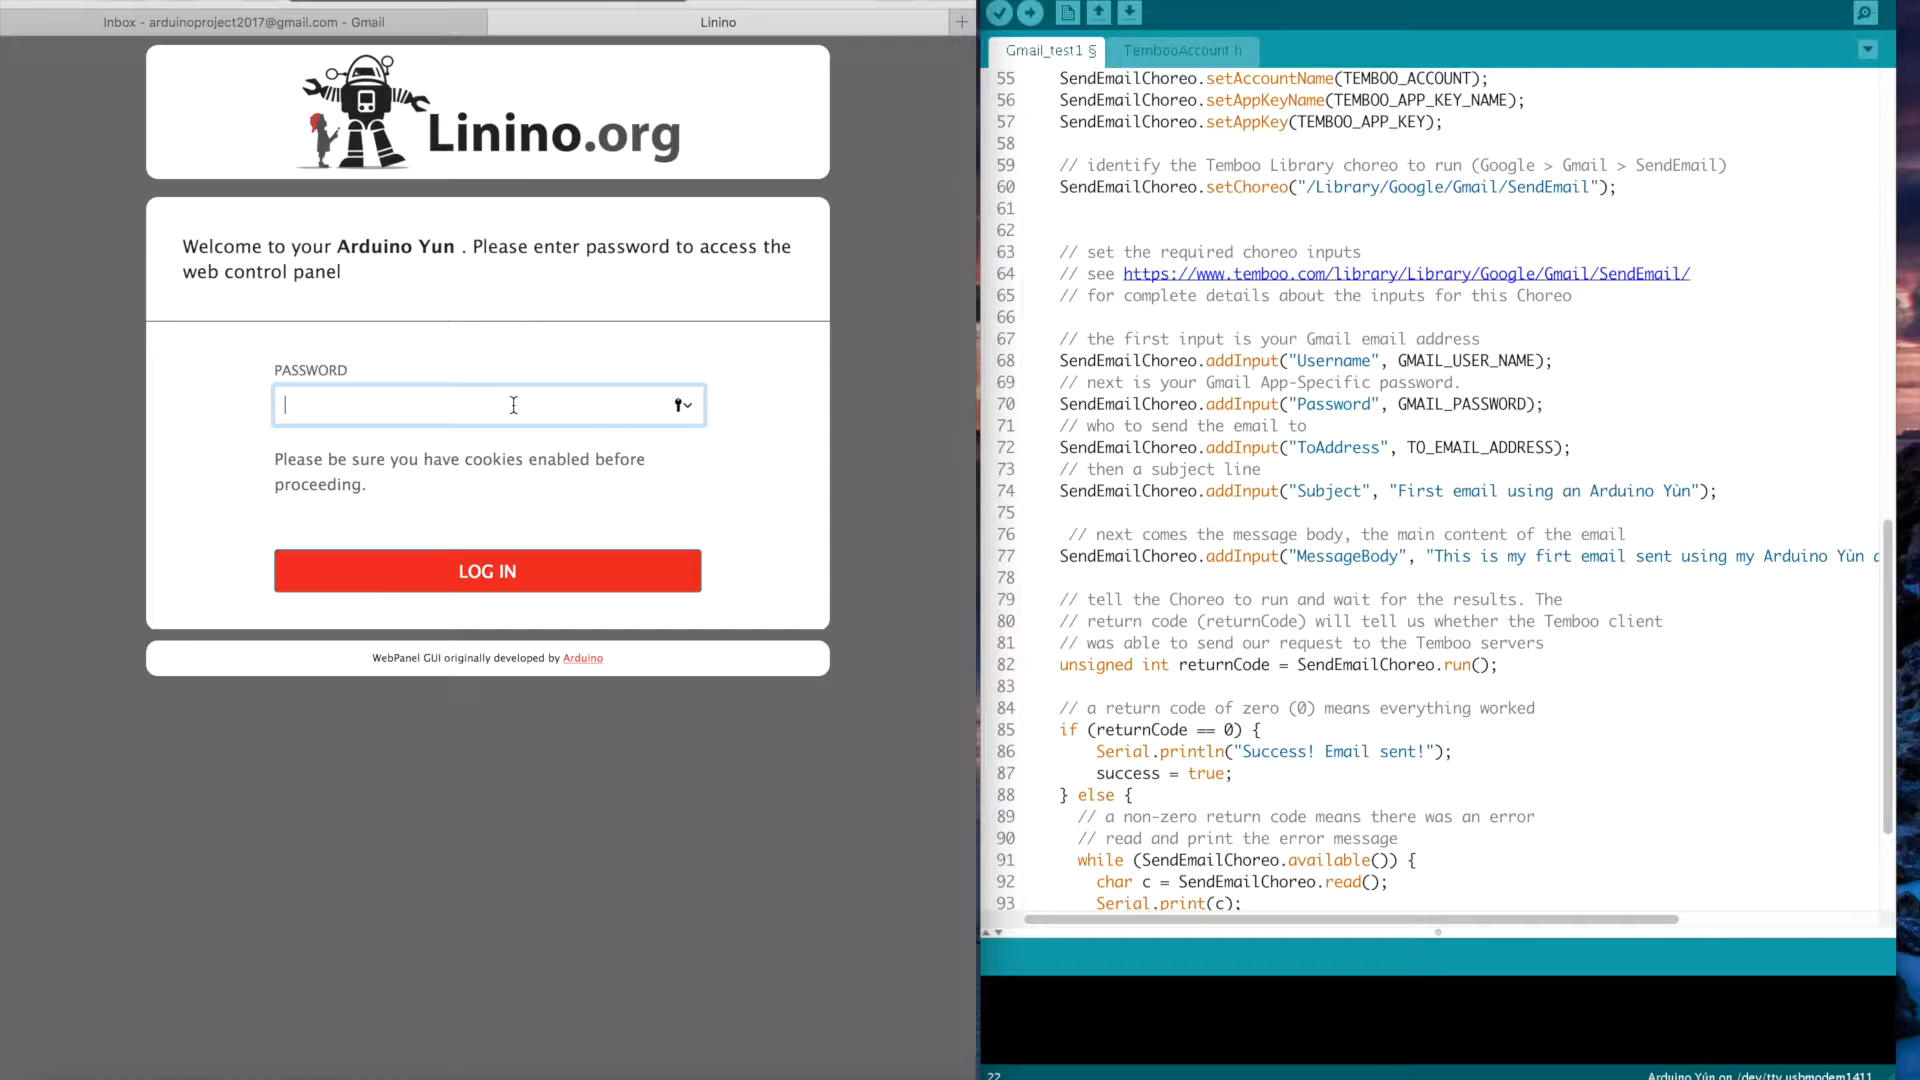 Inbox - arduinoproject2017@gmail.com - Gmail
Linino
Linino.org
Welcome to your Arduino Yun . Please enter password to access the
web control panel
PASSWORD
Please be sure you have cookies enabled before
proceeding.
LOG IN
WebPanel GUI originally developed by Arduino
Gmail_test1 §
TembooAccount.h
55 SendEmailChoreo.setAccountName(TEMBOO_ACCOUNT);
56 SendEmailChoreo.setAppKeyName(TEMBOO_APP_KEY_NAME);
57 SendEmailChoreo.setAppKey(TEMBOO_APP_KEY);
58
59 // identify the Temboo Library choreo to run (Google > Gmail > SendEmail)
60 SendEmailChoreo.setChoreo("/Library/Google/Gmail/SendEmail");
61
62
63 // set the required choreo inputs
64 // see https://www.temboo.com/library/Library/Google/Gmail/SendEmail/
65 // for complete details about the inputs for this Choreo
66
67 // the first input is your Gmail email address
68 SendEmailChoreo.addInput("Username", GMAIL_USER_NAME);
69 // next is your Gmail App-Specific password.
70 SendEmailChoreo.addInput("Password", GMAIL_PASSWORD);
71 // who to send the email to
72 SendEmailChoreo.addInput("ToAddress", TO_EMAIL_ADDRESS);
73 // then a subject line
74 SendEmailChoreo.addInput("Subject", "First email using an Arduino Yùn");
75
76 // next comes the message body, the main content of the email
77 SendEmailChoreo.addInput("MessageBody", "This is my firt email sent using my Arduino Yùn
78
79 // tell the Choreo to run and wait for the results. The
80 // return code (returnCode) will tell us whether the Temboo client
81 // was able to send our request to the Temboo servers
82 unsigned int returnCode = SendEmailChoreo.run();
83
84 // a return code of zero (0) means everything worked
85 if (returnCode == 0) {
86 Serial.println("Success! Email sent!");
87 success = true;
88 } else {
89 // a non-zero return code means there was an error
90 // read and print the error message
91 while (SendEmailChoreo.available()) {
92 char c = SendEmailChoreo.read();
93 Serial.print(c);
22
Arduino Yún on /dev/tty.usbmodem1411